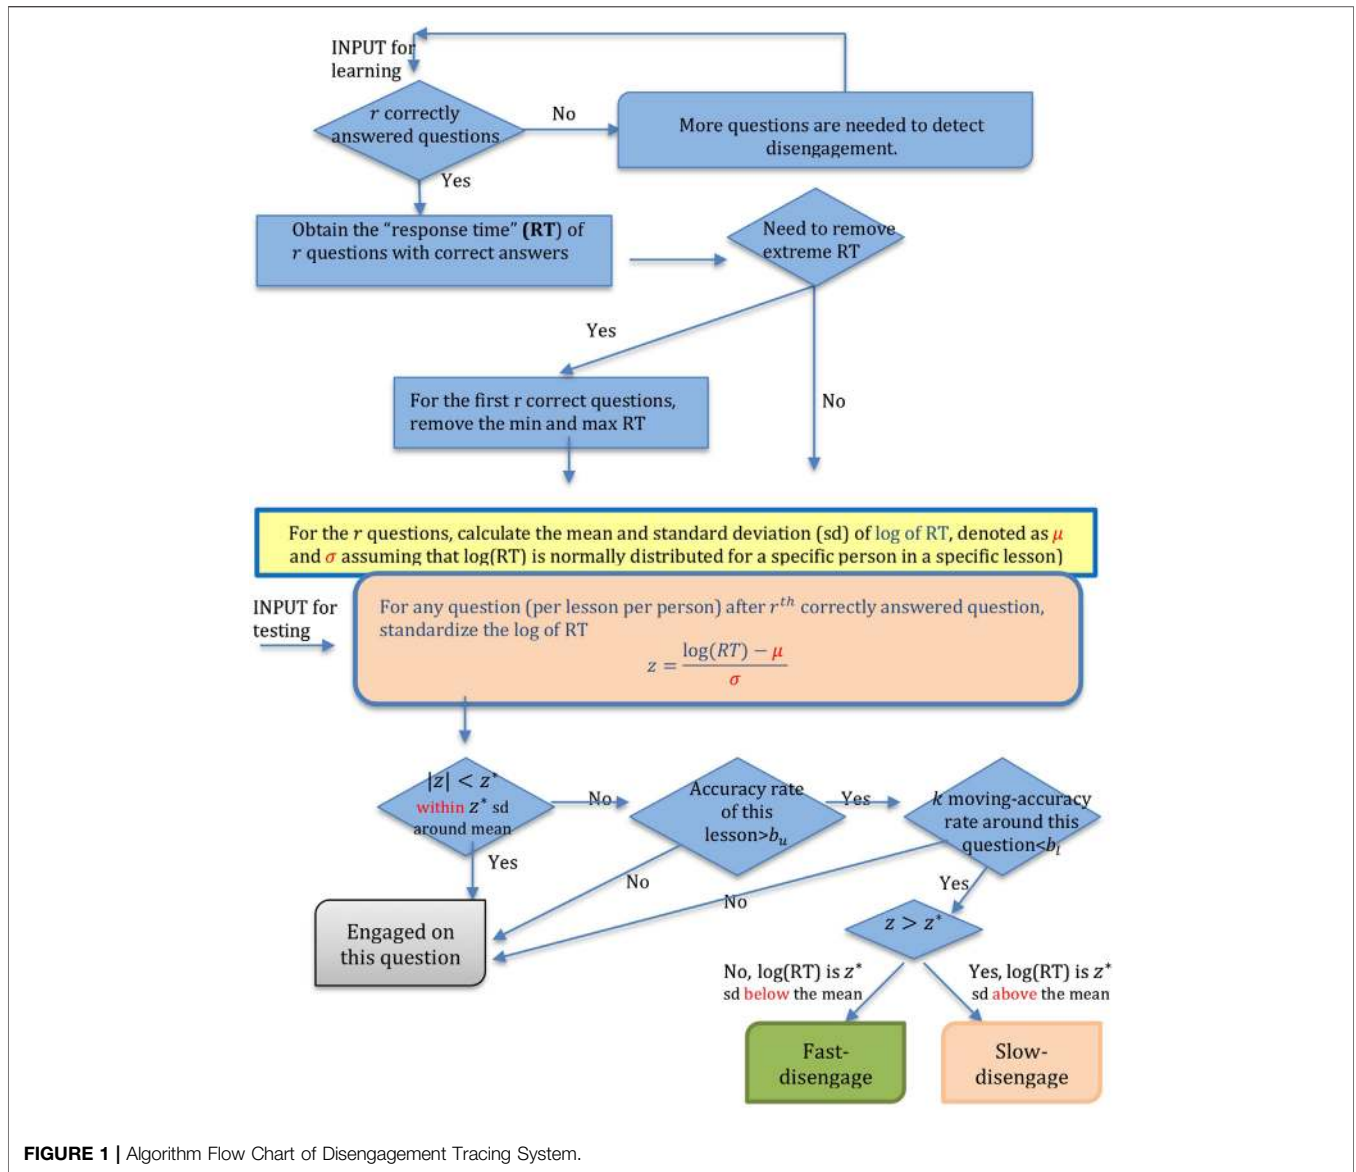 INPUT for
learning
r correctly
answered questions
No
More questions are needed to detect
disengagement.
Yes
Obtain the “response time” (RT) of
r questions with correct answers
Need to remove
extreme RT
Yes
No
For the first r correct questions,
remove the min and max RT
For the r questions, calculate the mean and standard deviation (sd) of log of RT, denoted as μ
and σ assuming that log(RT) is normally distributed for a specific person in a specific lesson)
INPUT for
testing
For any question (per lesson per person) after r^th correctly answered question,
standardize the log of RT
z = (log(RT) − μ) / σ
|z| < z*
within z* sd
around mean
No
Accuracy rate
of this
lesson>b_u
Yes
k moving-accuracy
rate around this
question<b_l
Yes
No
No
Yes
z > z*
Engaged on
this question
No, log(RT) is z*
sd below the mean
Yes, log(RT) is z*
sd above the mean
Fast-
disengage
Slow-
disengage
FIGURE 1 | Algorithm Flow Chart of Disengagement Tracing System.